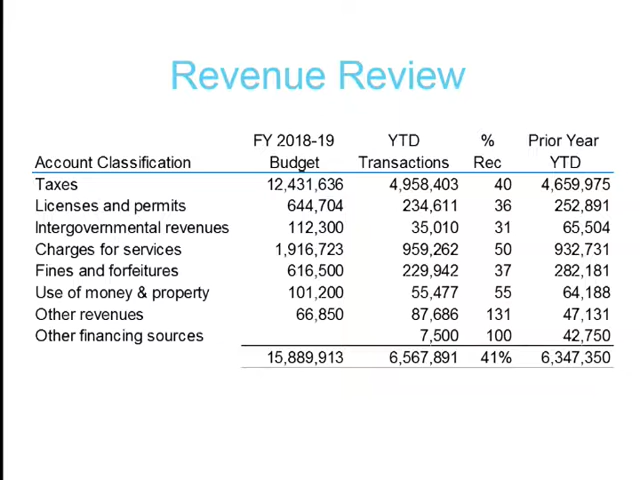 Revenue Review
FY 2018-19 YTD % Prior Year
Account Classification Budget Transactions Rec YTD
Taxes 12,431,636 4,958,403 40 4,659,975
Licenses and permits 644,704 234,611 36 252,891
Intergovernmental revenues 112,300 35,010 31 65,504
Charges for services 1,916,723 959,262 50 932,731
Fines and forfeitures 616,500 229,942 37 282,181
Use of money & property 101,200 55,477 55 64,188
Other revenues 66,850 87,686 131 47,131
Other financing sources 7,500 100 42,750
15,889,913 6,567,891 41% 6,347,350